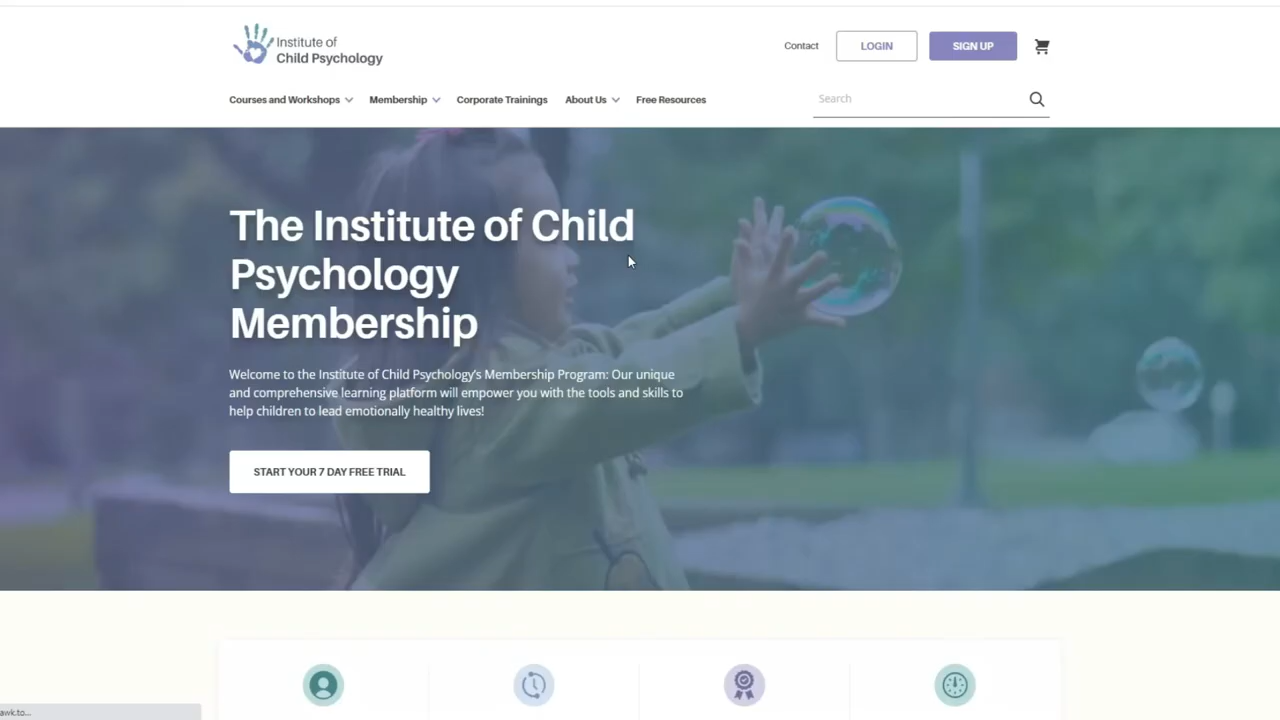 Institute of
Child Psychology
Contact
LOGIN
SIGN UP
Courses and Workshops
Membership
Corporate Trainings
About Us
Free Resources
Search
The Institute of Child
Psychology
Membership
Welcome to the Institute of Child Psychology's Membership Program: Our unique
and comprehensive learning platform will empower you with the tools and skills to
help children to lead emotionally healthy lives!
START YOUR 7 DAY FREE TRIAL
awk.to...